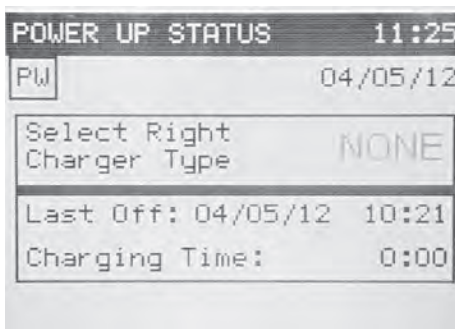 POWER UP STATUS 11:25
PW 04/05/12
Select Right
Charger Type NONE
Last Off: 04/05/12 10:21
Charging Time: 0:00